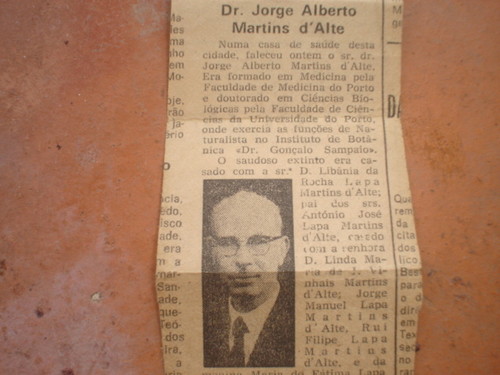 Dr. Jorge Alberto
Martins d'Alte
Numa casa de saúde desta
cidade, faleceu ontem o sr. dr.
Jorge Alberto Martins d'Alte.
Era formado em Medicina pela
Faculdade de Medicina do Porto
e doutorado em Ciências Bio-
lógicas pela Faculdade de Ciên-
cias da Universidade do Porto,
onde exercia as funções de Na-
turalista no Instituto de Botâ-
nica «Dr. Gonçalo Sampaio».
O saudoso extinto era ca-
sado com a sr.ª D. Libânia da
Rocha Lapa
Martins d'Alte;
pai dos srs.
António José
Lapa Martins
d'Alte, casado
com a senhora
D. Linda Ma-
ria de J.
nhais Martins
d'Alte; Jorge
Manuel Lapa
Martins
d'Alte, Rui
Filipe Lapa
Martins
d'Alte, e da
Maria de Fátima Lapa